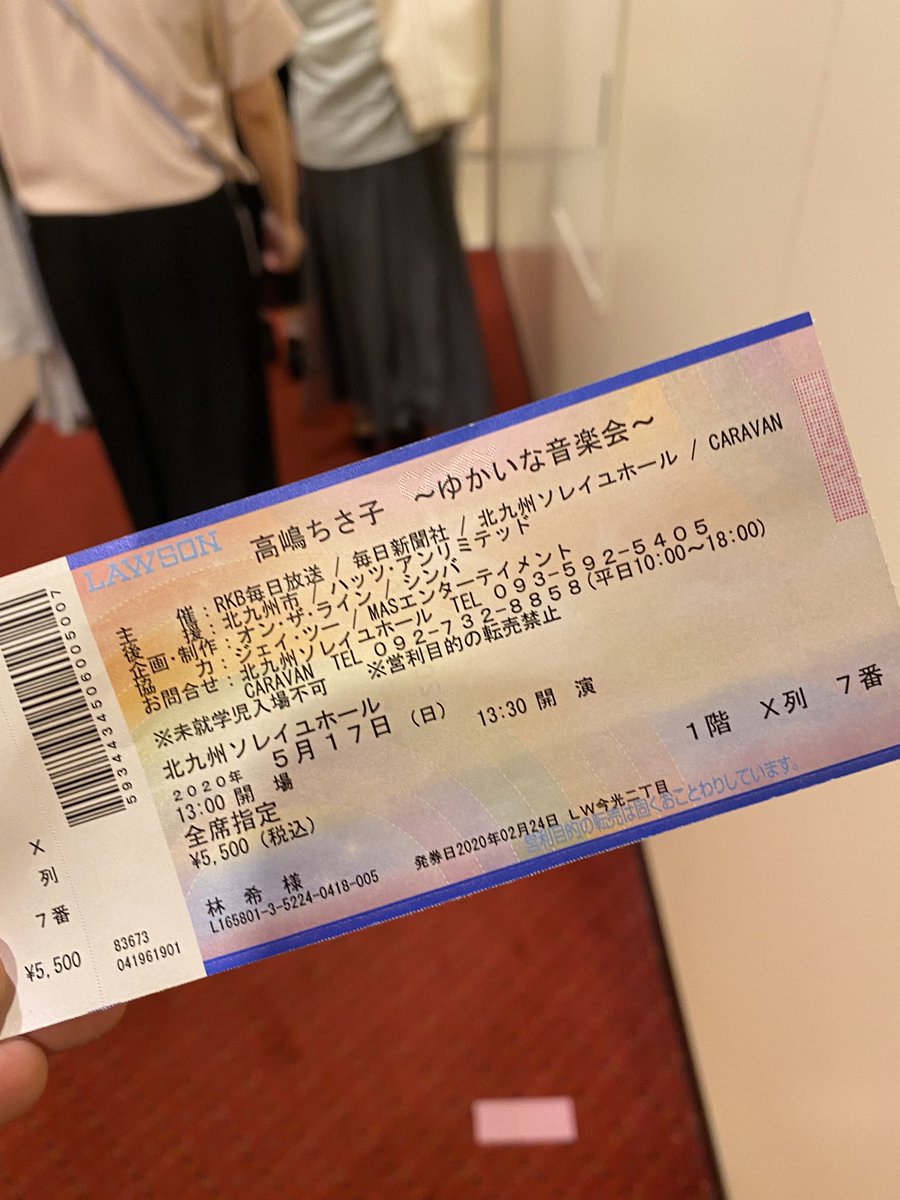 LAWSON
高嶋ちさ子 ～ゆかいな音楽会～
主 催：RKB毎日放送 / 毎日新聞社 / 北九州ソレイユホール / CARAVAN
後 援：北九州市 / ハッツ・アンリミテッド
企画・制作：オン・ザ・ライン / シンバ
協 力：ジェイ・ツー / MASエンターテイメント
お問合せ：北九州ソレイユホール TEL 093-592-5405
CARAVAN TEL 092-732-8858(平日10:00～18:00)
※未就学児入場不可 ※営利目的の転売禁止
北九州ソレイユホール
2020年 5月17日 (日) 13:30 開 演
13:00 開 場
1階 X列 7番
全席指定
¥5,500 (税込)
営利目的の転売は固くおことわりしています。
発券日2020年02月24日 LW今光二丁目
林 希 様
L165801-3-5224-0418-005
5934434506005007
X
列
7番
¥5,500
83673
041961901